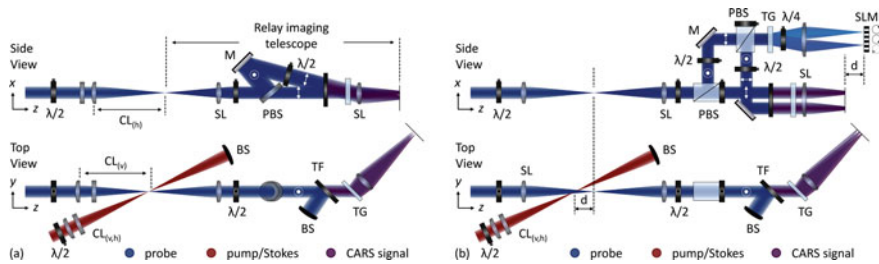 Relay imaging
telescope
Side
View
x
z
λ/2
CL(h)
SL
M
PBS
λ/2
SL
Top
View
y
z
CL(v)
BS
λ/2
CL(v,h)
λ/2
TF
BS
TG
(a)
probe
pump/Stokes
CARS signal
Side
View
x
z
λ/2
SL
PBS
M
λ/2
PBS
TG
λ/4
SLM
λ/2
SL
d
Top
View
y
z
SL
BS
d
λ/2
CL(v,h)
λ/2
TF
BS
TG
(b)
probe
pump/Stokes
CARS signal